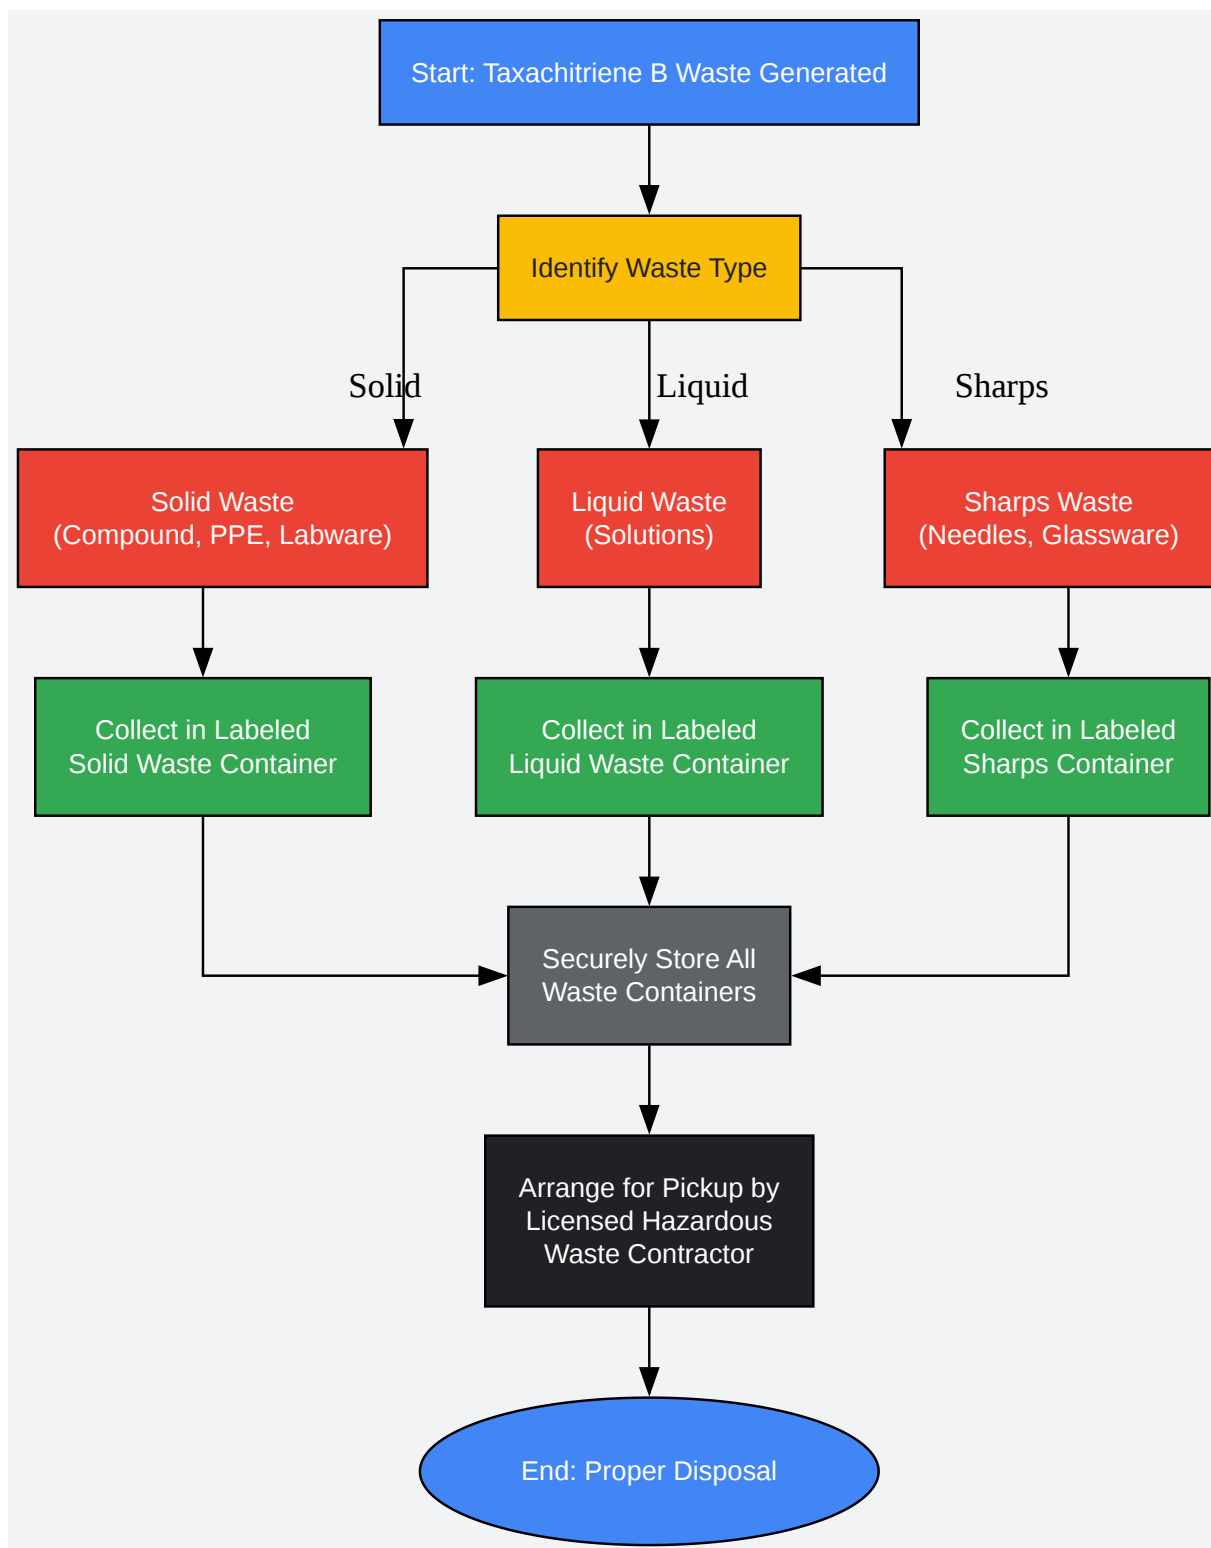 Start: Taxachitriene B Waste Generated
Identify Waste Type
Solid
Liquid
Sharps
Solid Waste
(Compound, PPE, Labware)
Liquid Waste
(Solutions)
Sharps Waste
(Needles, Glassware)
Collect in Labeled
Solid Waste Container
Collect in Labeled
Liquid Waste Container
Collect in Labeled
Sharps Container
Securely Store All
Waste Containers
Arrange for Pickup by
Licensed Hazardous
Waste Contractor
End: Proper Disposal